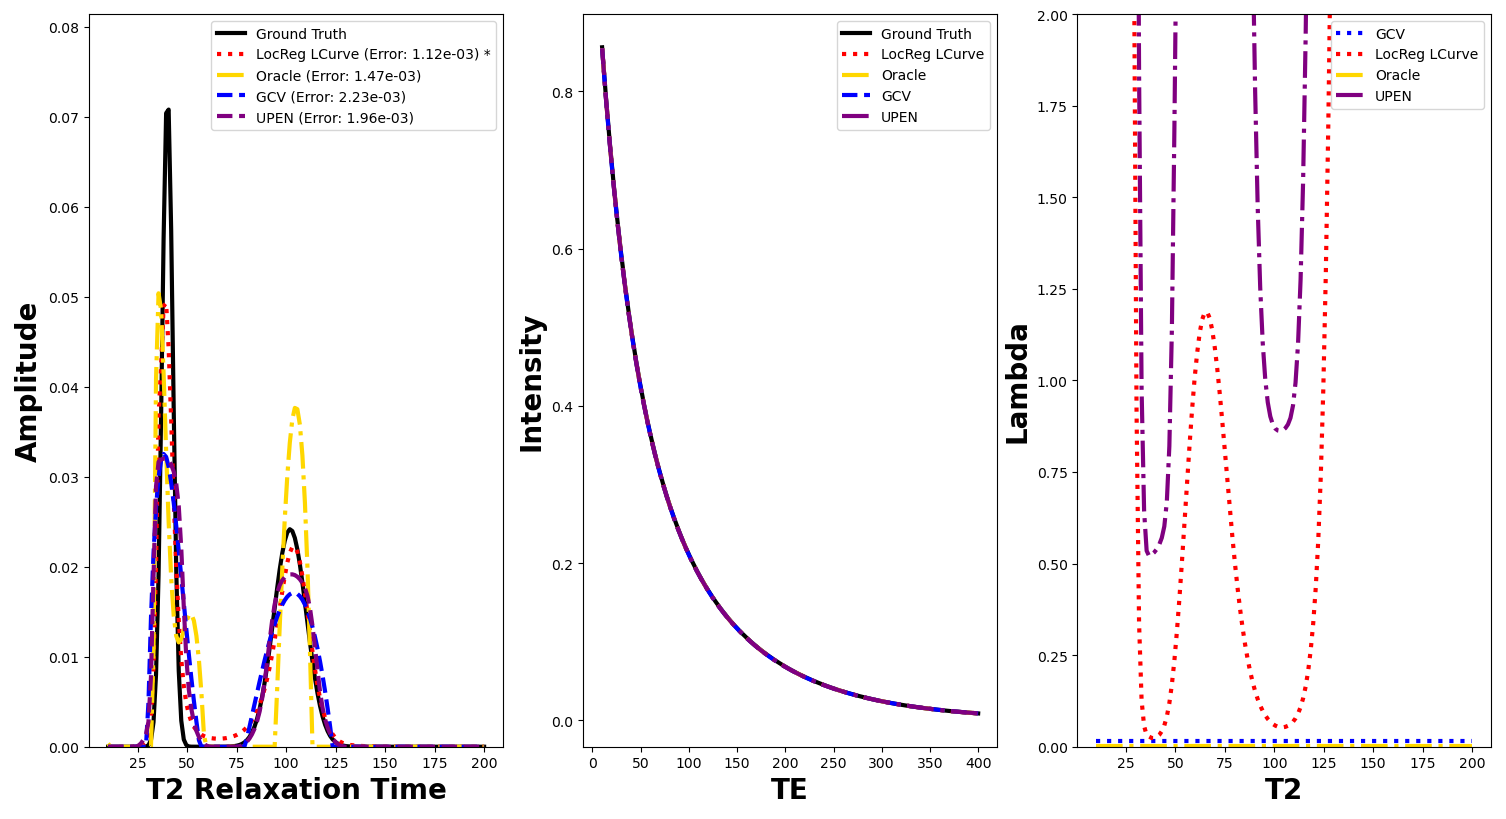 0.08
0.07
0.06
0.05
0.04
0.03
0.02
0.01
0.00
Amplitude
Ground Truth
LocReg LCurve (Error: 1.12e-03) *
Oracle (Error: 1.47e-03)
GCV (Error: 2.23e-03)
UPEN (Error: 1.96e-03)
25 50 75 100 125 150 175 200
T2 Relaxation Time
0.8
0.6
0.4
0.2
0.0
Intensity
Ground Truth
LocReg LCurve
Oracle
GCV
UPEN
0 50 100 150 200 250 300 350 400
TE
2.00
1.75
1.50
1.25
1.00
0.75
0.50
0.25
0.00
Lambda
GCV
LocReg LCurve
Oracle
UPEN
25 50 75 100 125 150 175 200
T2